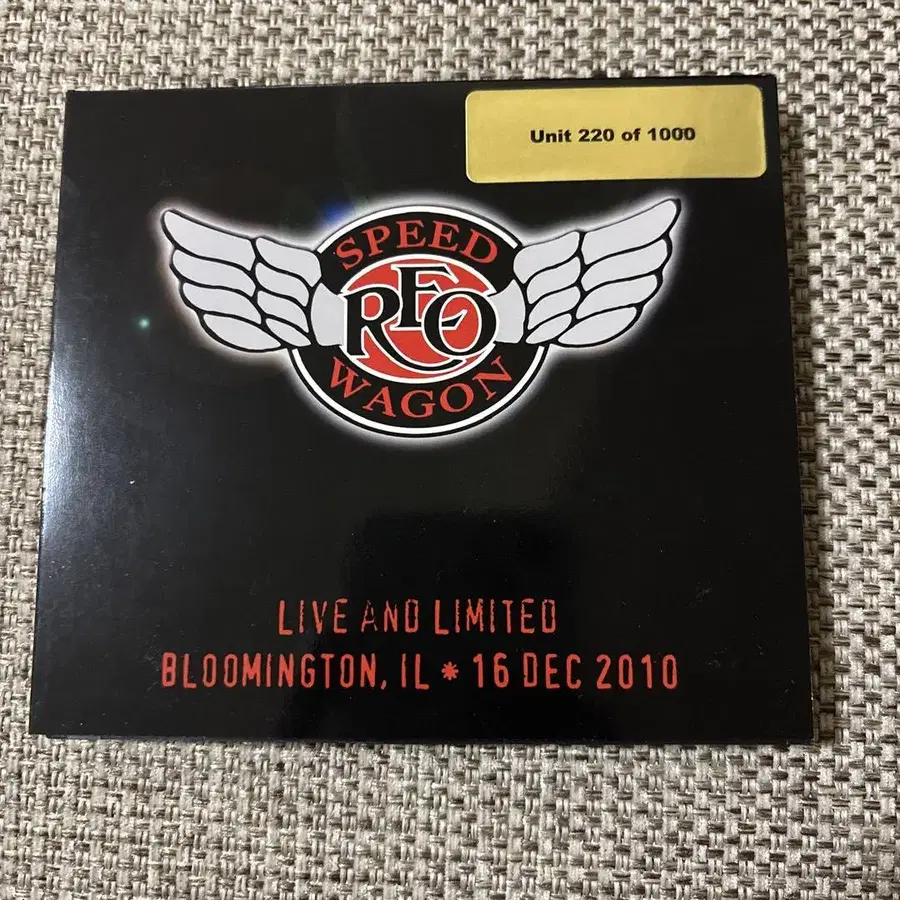 Unit 220 of 1000
SPEED
REO
WAGON
LIVE AND LIMITED
BLOOMINGTON, IL * 16 DEC 2010